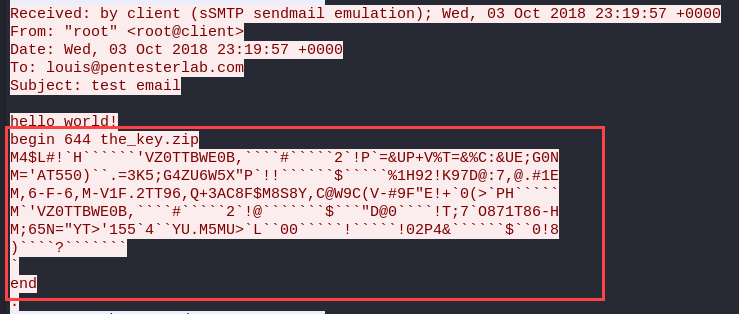 Received: by client (sSMTP sendmail emulation); Wed, 03 Oct 2018 23:19:57 +0000
From: "root" <root@client>
Date: Wed, 03 Oct 2018 23:19:57 +0000
To: louis@pentesterlab.com
Subject: test email
hello world!
begin 644 the_key.zip
M4$L#!`H``````'VZ0TTBWE0B,````#`````2`!P`=&UP+V%T=&%C:&UE;G0N
M='AT550)``.=3K5;G4ZU6W5X"P`!!``````$`````%1H92!K97D@:7,@.#1E
M,6-F-6,M-V1F.2TT96,Q+3AC8F$M8S8Y,C@W9C(V-#9F"E!+`0(>`PH`````
M`'VZ0TTBWE0B,````#`````2`!@```````$```"D@0````!T;7`O871T86-H
M;65N="YT>'155`4``YU.M5MU>`L``00`````!``````!02P4&``````$``0!8
)````?```````
`
end
.